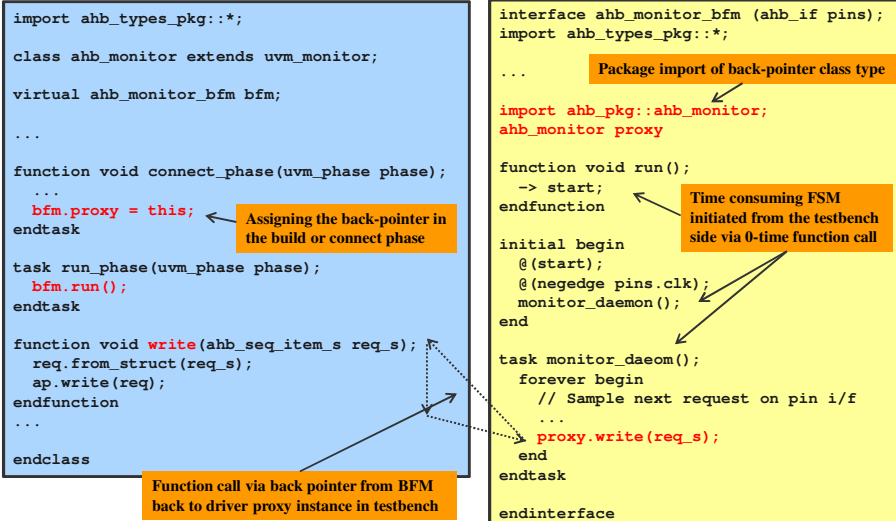 import ahb_types_pkg::*;
class ahb_monitor extends uvm_monitor;
virtual ahb_monitor_bfm bfm;
...
function void connect_phase(uvm_phase phase);
...
bfm.proxy = this;
endtask
Assigning the back-pointer in
the build or connect phase
task run_phase(uvm_phase phase);
bfm.run();
endtask
function void write(ahb_seq_item_s req_s);
req.from_struct(req_s);
ap.write(req);
endfunction
...
endclass
Function call via back pointer from BFM
back to driver proxy instance in testbench
interface ahb_monitor_bfm (ahb_if pins);
import ahb_types_pkg::*;
...
Package import of back-pointer class type
import ahb_pkg::ahb_monitor;
ahb_monitor proxy
function void run();
-> start;
endfunction
Time consuming FSM
initiated from the testbench
side via 0-time function call
initial begin
@(start);
@(negedge pins.clk);
monitor_daemon();
end
task monitor_daeom();
forever begin
// Sample next request on pin i/f
...
proxy.write(req_s);
end
endtask
endinterface